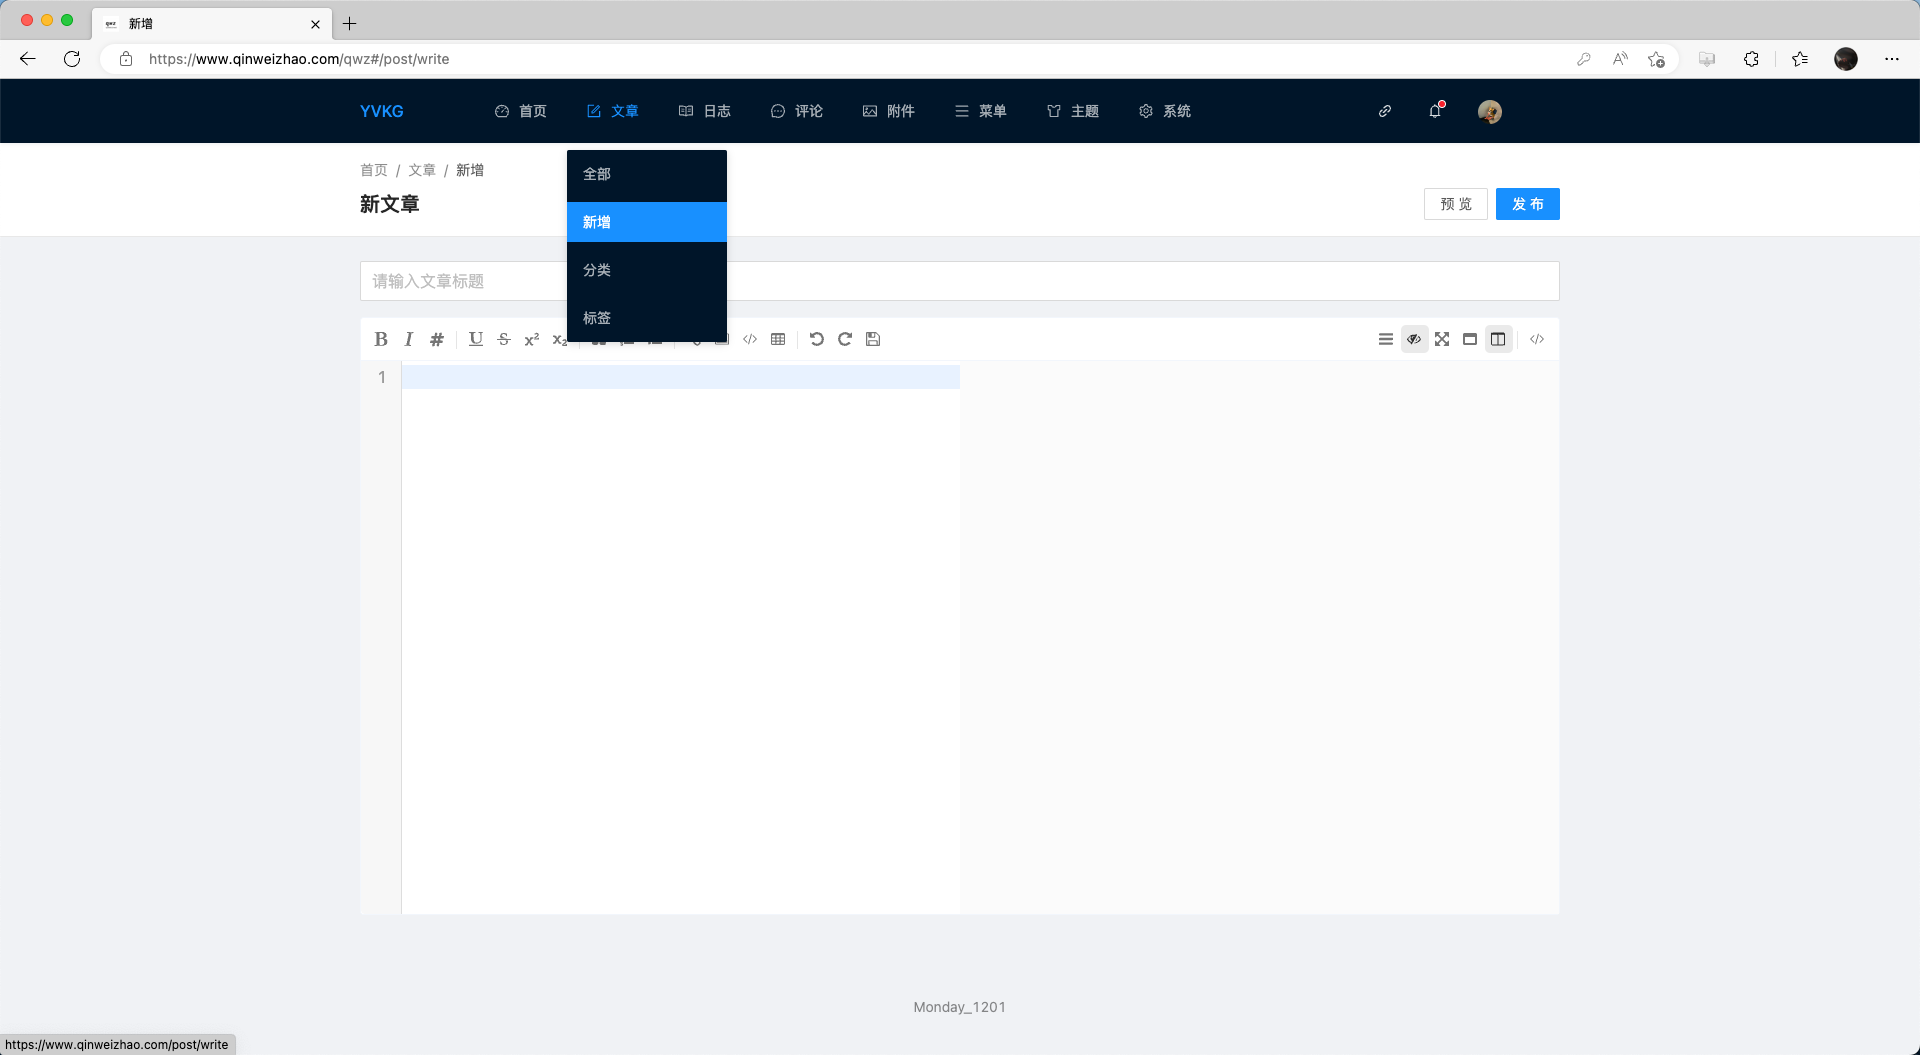 qwz 新增
https://www.qinweizhao.com/qwz#/post/write
YVKG 首页 文章 日志 评论 附件 菜单 主题 系统
首页 / 文章 / 新增
新文章
预 览 发 布
全部
新增
分类
标签
请输入文章标题
B I # U S x² x₂
1
Monday_1201
https://www.qinweizhao.com/post/write